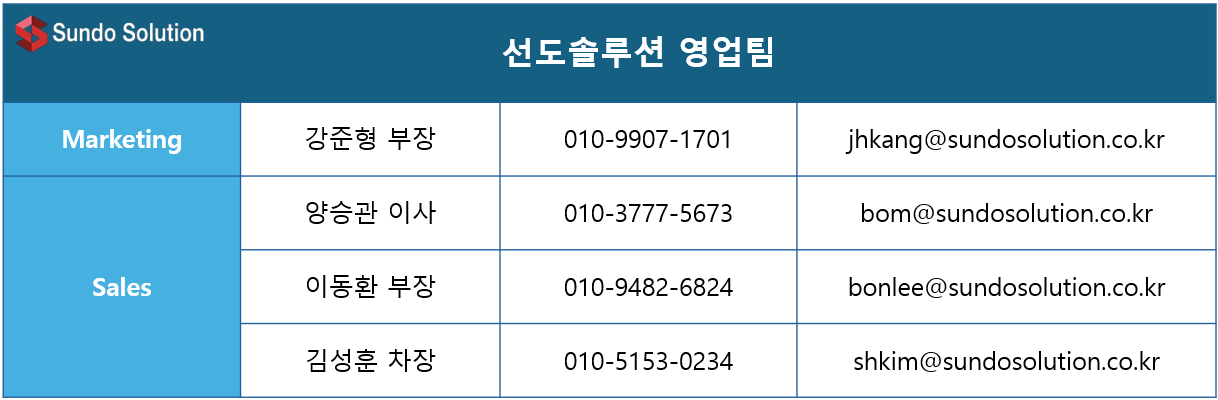 Sundo Solution
선도솔루션 영업팀
Marketing 강준형 부장 010-9907-1701 jhkang@sundosolution.co.kr
Sales
양승관 이사 010-3777-5673 bom@sundosolution.co.kr
이동환 부장 010-9482-6824 bonlee@sundosolution.co.kr
김성훈 차장 010-5153-0234 shkim@sundosolution.co.kr